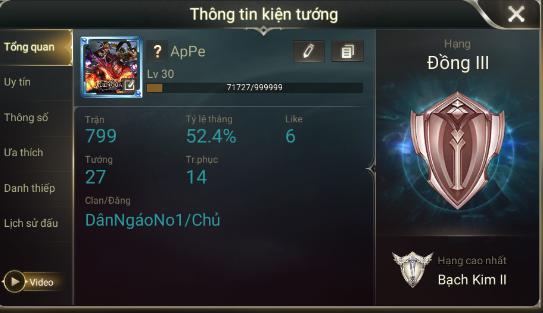 Thông tin kiện tướng
Tổng quan
Uy tín
Thông số
Ưa thích
Danh thiếp
Lịch sử đấu
Video
? ApPe
Lv 30
71727/999999
Trận
799
Tỷ lệ thắng
52.4%
Like
6
Tướng
27
Tr.phục
14
Clan/Đảng
DânNgáoNo1/Chủ
Hạng
Đồng III
Hạng cao nhất
Bạch Kim II